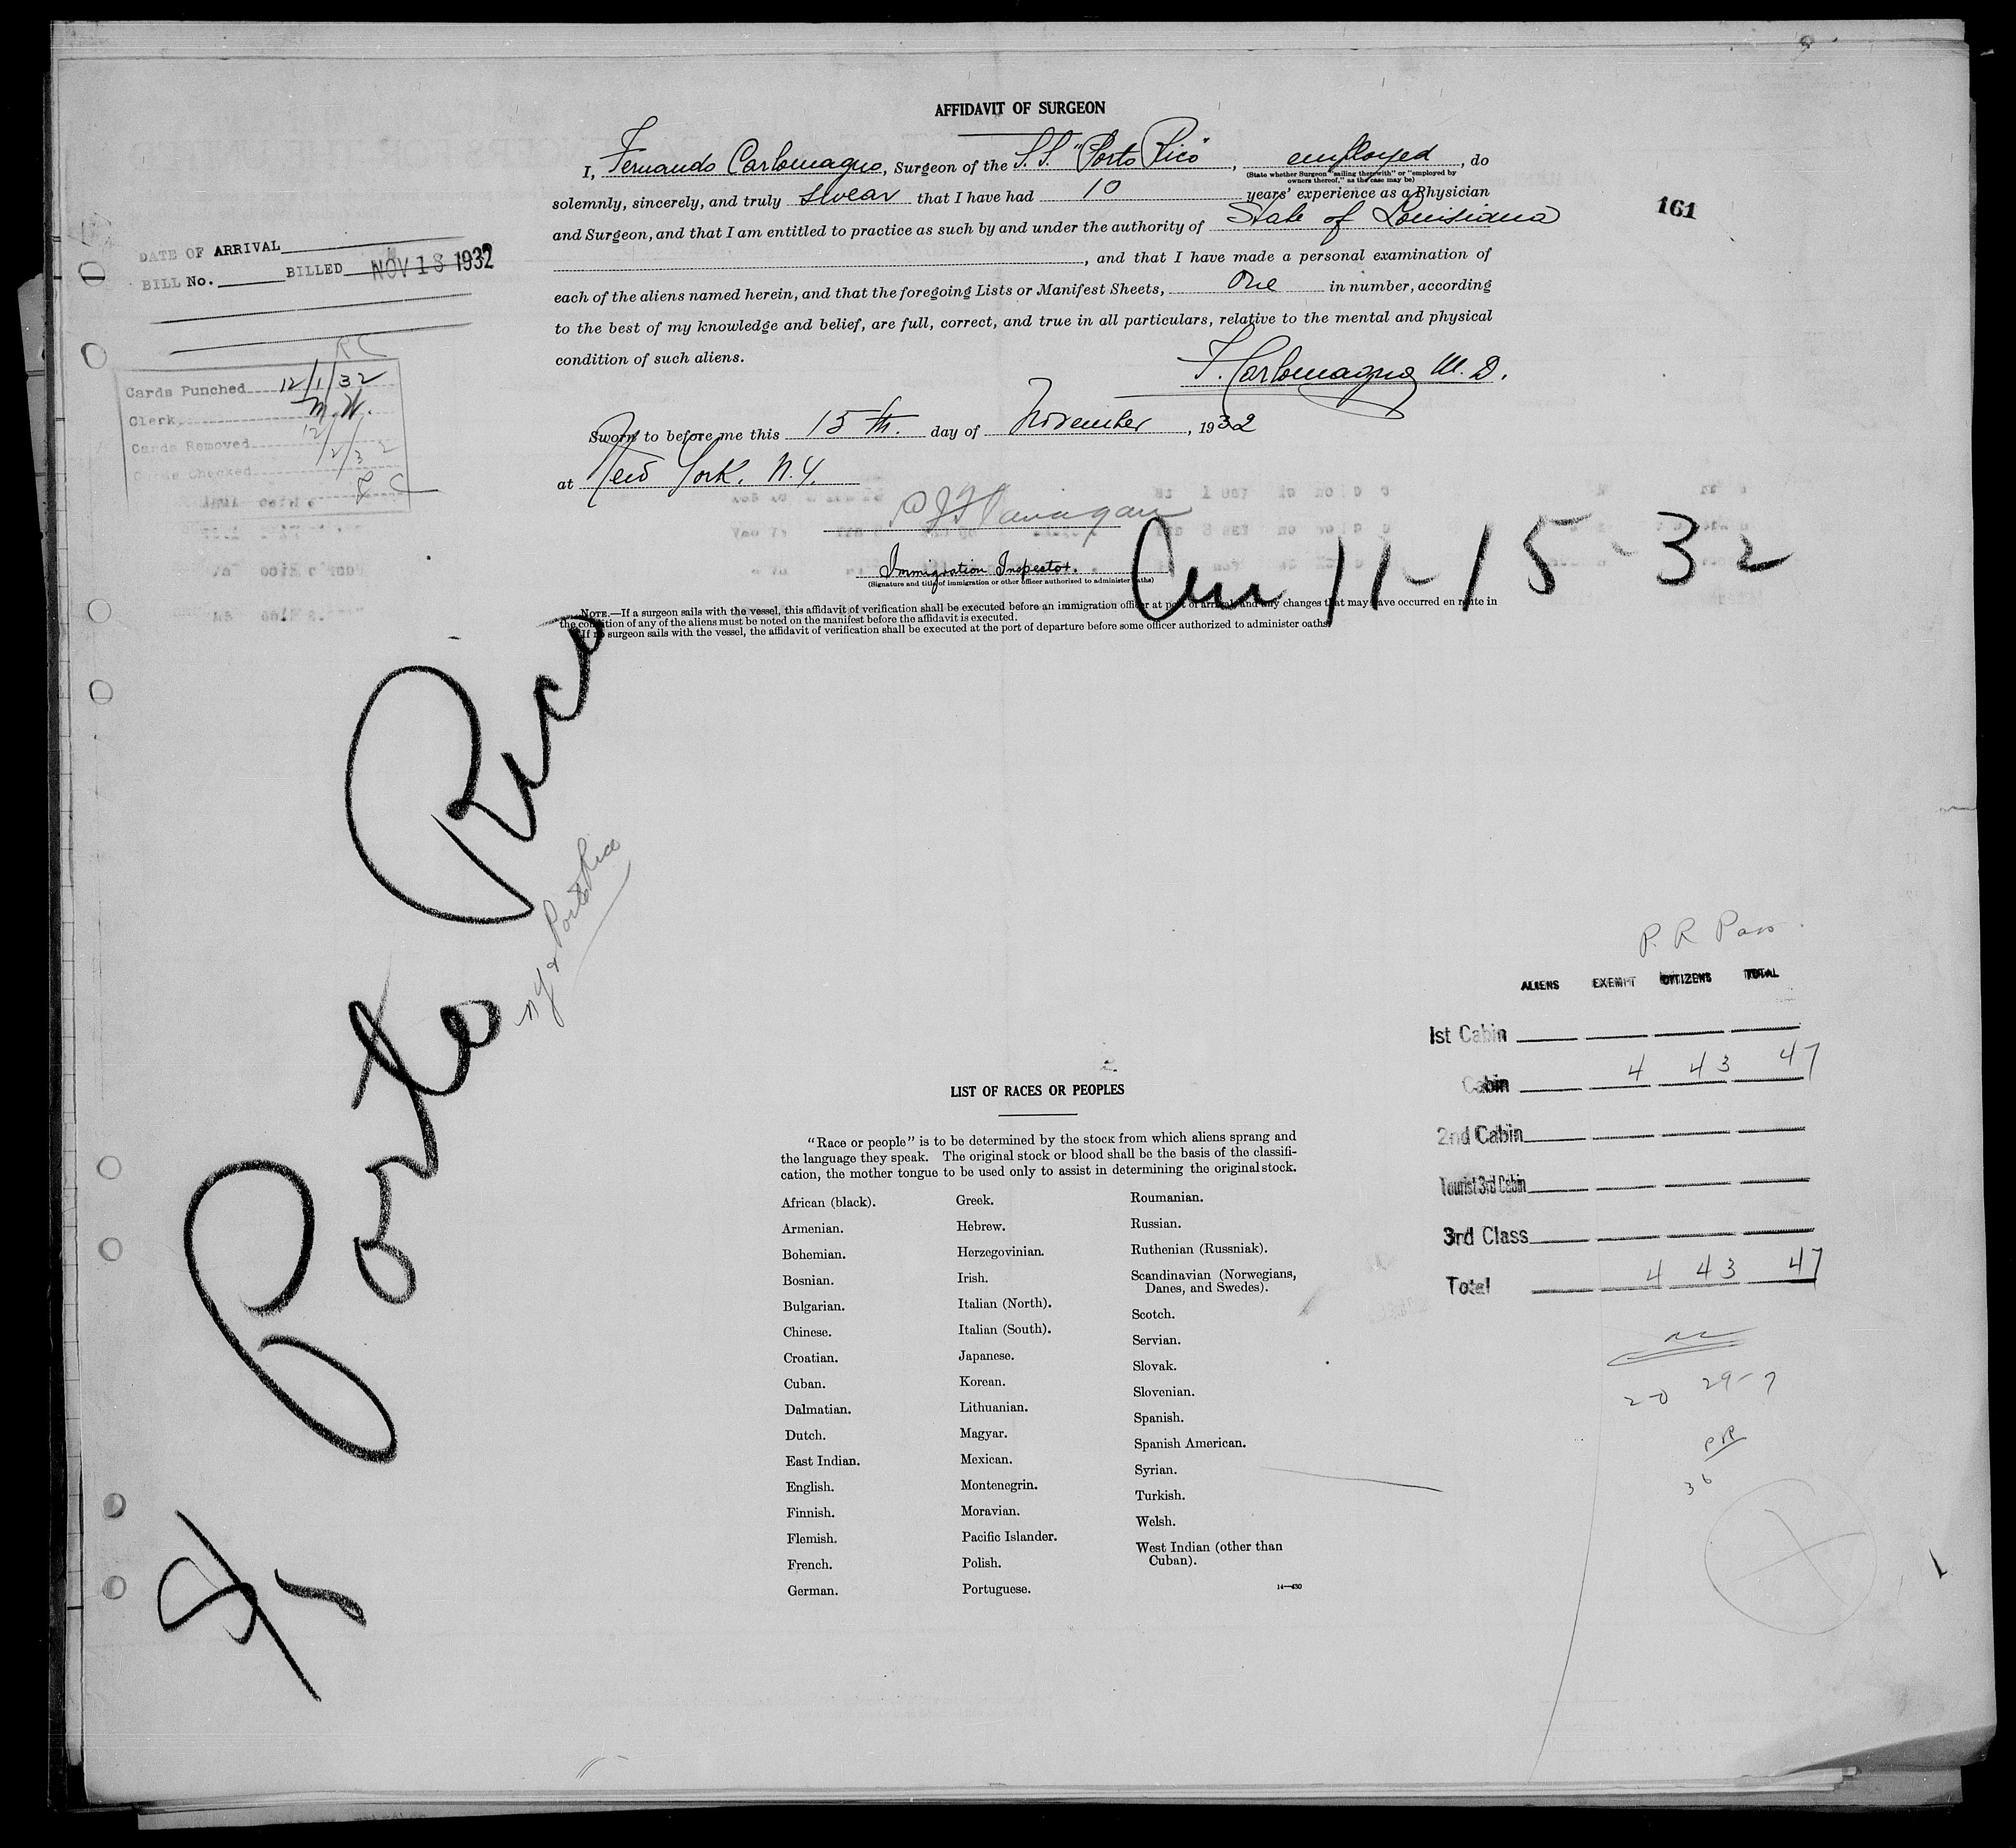 AFFIDAVIT OF SURGEON
I, Fernando Carlomagno, Surgeon of the S.S. "Porto Rico", employed, do
(State whether Surgeon "sailing therewith" or "employed by
owners thereof," as the case may be)
solemnly, sincerely, and truly swear that I have had 10 years' experience as a Physician
and Surgeon, and that I am entitled to practice as such by and under the authority of State of Louisiana
, and that I have made a personal examination of
each of the aliens named herein, and that the foregoing Lists or Manifest Sheets, One in number, according
to the best of my knowledge and belief, are full, correct, and true in all particulars, relative to the mental and physical
condition of such aliens.
F. Carlomagno M.D.
Sworn to before me this 15th. day of November, 1932
at New York. N.Y.
Immigration Inspector.
(Signature and title of immigration or other officer authorized to administer oaths)
NOTE.—If a surgeon sails with the vessel, this affidavit of verification shall be executed before an immigration officer at port of arrival and any changes that may have occurred en route in
the condition of any of the aliens must be noted on the manifest before the affidavit is executed.
If no surgeon sails with the vessel, the affidavit of verification shall be executed at the port of departure before some officer authorized to administer oaths.
161
DATE OF ARRIVAL
BILL No. BILLED NOV 18 1932
RC
Cards Punched 12/1/32
Clerk M.W.
Cards Removed 12/1/32
Cards Checked RC
Arr 11-15-32
S/S Porto Rico
NY & Porto Rico
P. R Pass.
ALIENS EXEMPT CITIZENS TOTAL
1st Cabin
Cabin 4 43 47
2nd Cabin
Tourist 3rd Cabin
3rd Class
Total 4 43 47
20 29-7
PR
36
LIST OF RACES OR PEOPLES
"Race or people" is to be determined by the stock from which aliens sprang and
the language they speak. The original stock or blood shall be the basis of the classifi-
cation, the mother tongue to be used only to assist in determining the original stock.
African (black).
Armenian.
Bohemian.
Bosnian.
Bulgarian.
Chinese.
Croatian.
Cuban.
Dalmatian.
Dutch.
East Indian.
English.
Finnish.
Flemish.
French.
German.
Greek.
Hebrew.
Herzegovinian.
Irish.
Italian (North).
Italian (South).
Japanese.
Korean.
Lithuanian.
Magyar.
Mexican.
Montenegrin.
Moravian.
Pacific Islander.
Polish.
Portuguese.
Roumanian.
Russian.
Ruthenian (Russniak).
Scandinavian (Norwegians,
Danes, and Swedes).
Scotch.
Servian.
Slovak.
Slovenian.
Spanish.
Spanish American.
Syrian.
Turkish.
Welsh.
West Indian (other than
Cuban).
14—430